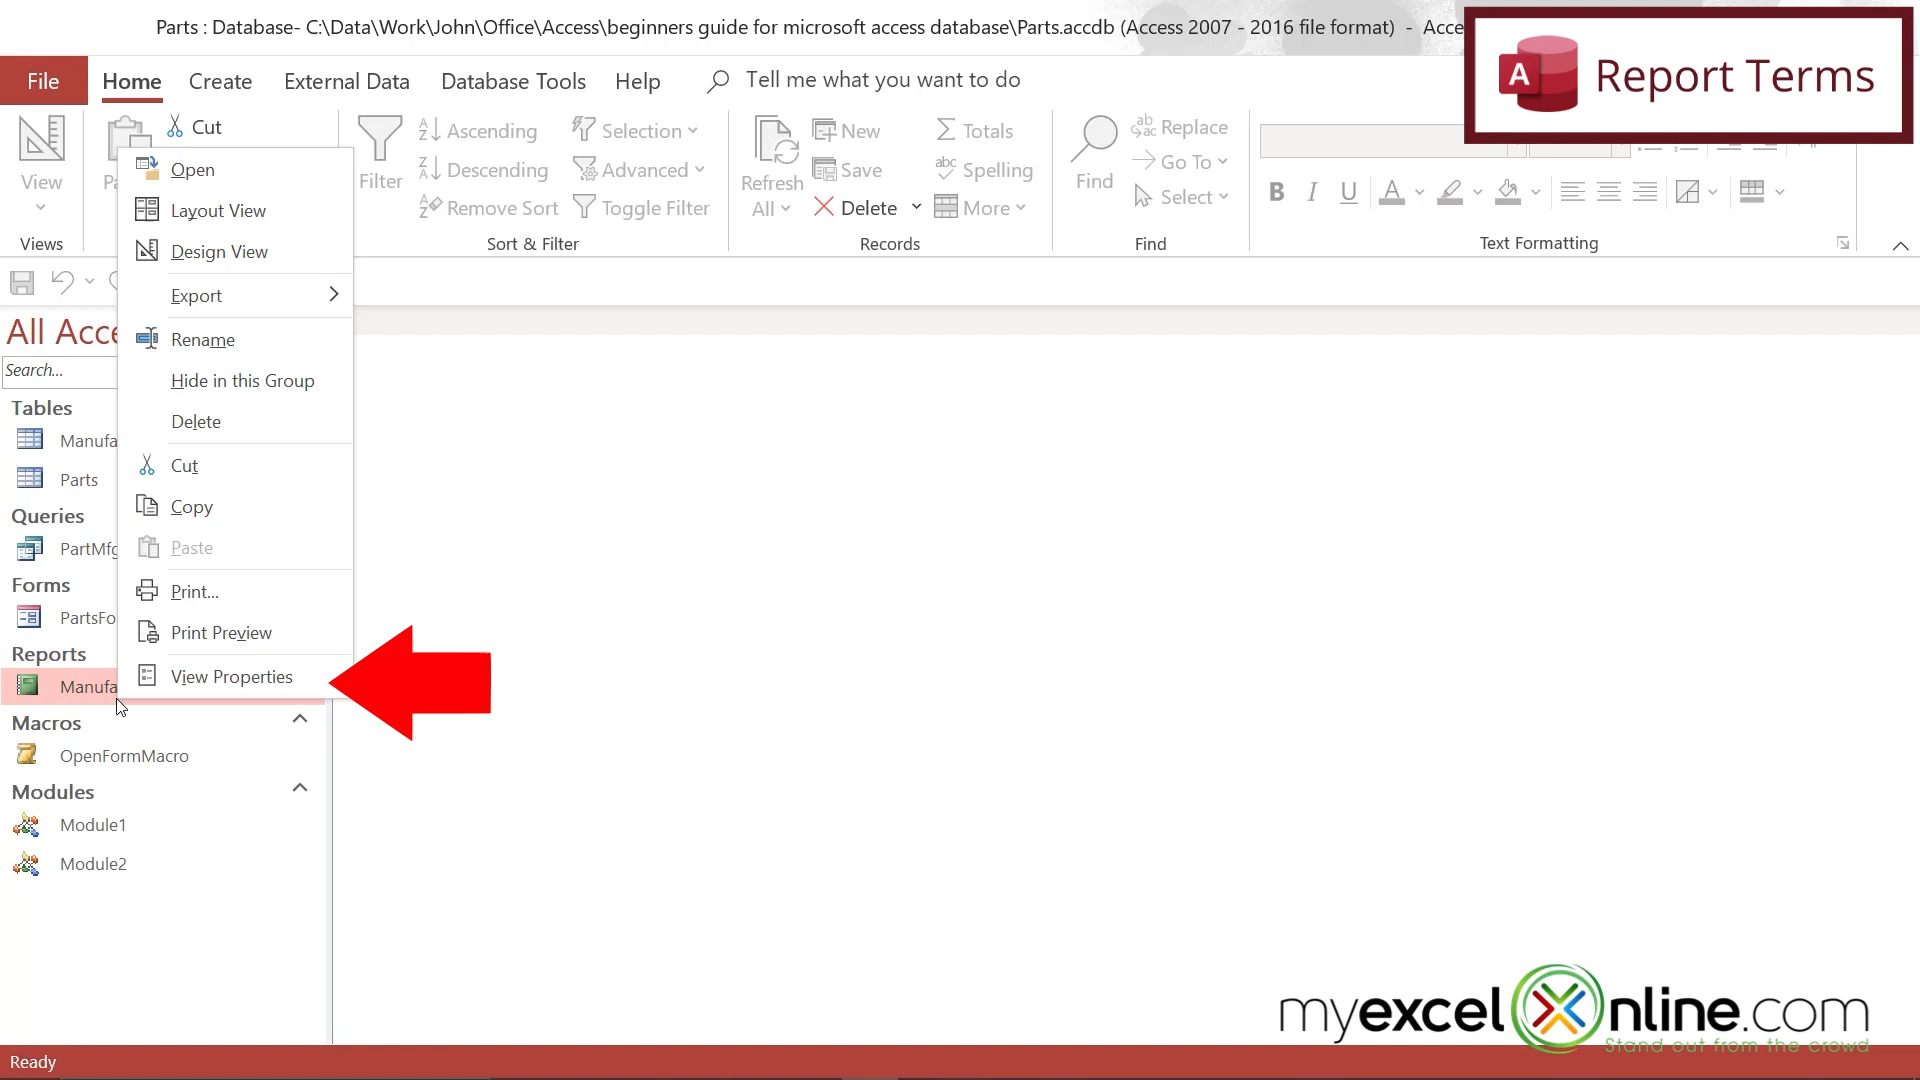 Parts : Database- C:\Data\Work\John\Office\Access\beginners guide for microsoft access database\Parts.accdb (Access 2007 - 2016 file format)  -  Acce
A Report Terms
File Home Create External Data Database Tools Help Tell me what you want to do
View
Views
Cut
Filter
Ascending
Descending
Remove Sort
Selection
Advanced
Toggle Filter
Sort & Filter
Refresh
All
New
Save
Delete
Totals
Spelling
More
Records
Find
Replace
Go To
Select
Find
B I U A
Text Formatting
Open
Layout View
Design View
Export
Rename
Hide in this Group
Delete
Cut
Copy
Paste
Print...
Print Preview
View Properties
All Acce
Search...
Tables
Manufa
Parts
Queries
PartMfg
Forms
PartsFo
Reports
Manufa
Macros
OpenFormMacro
Modules
Module1
Module2
myexcelOnline.com
Stand out from the crowd
Ready